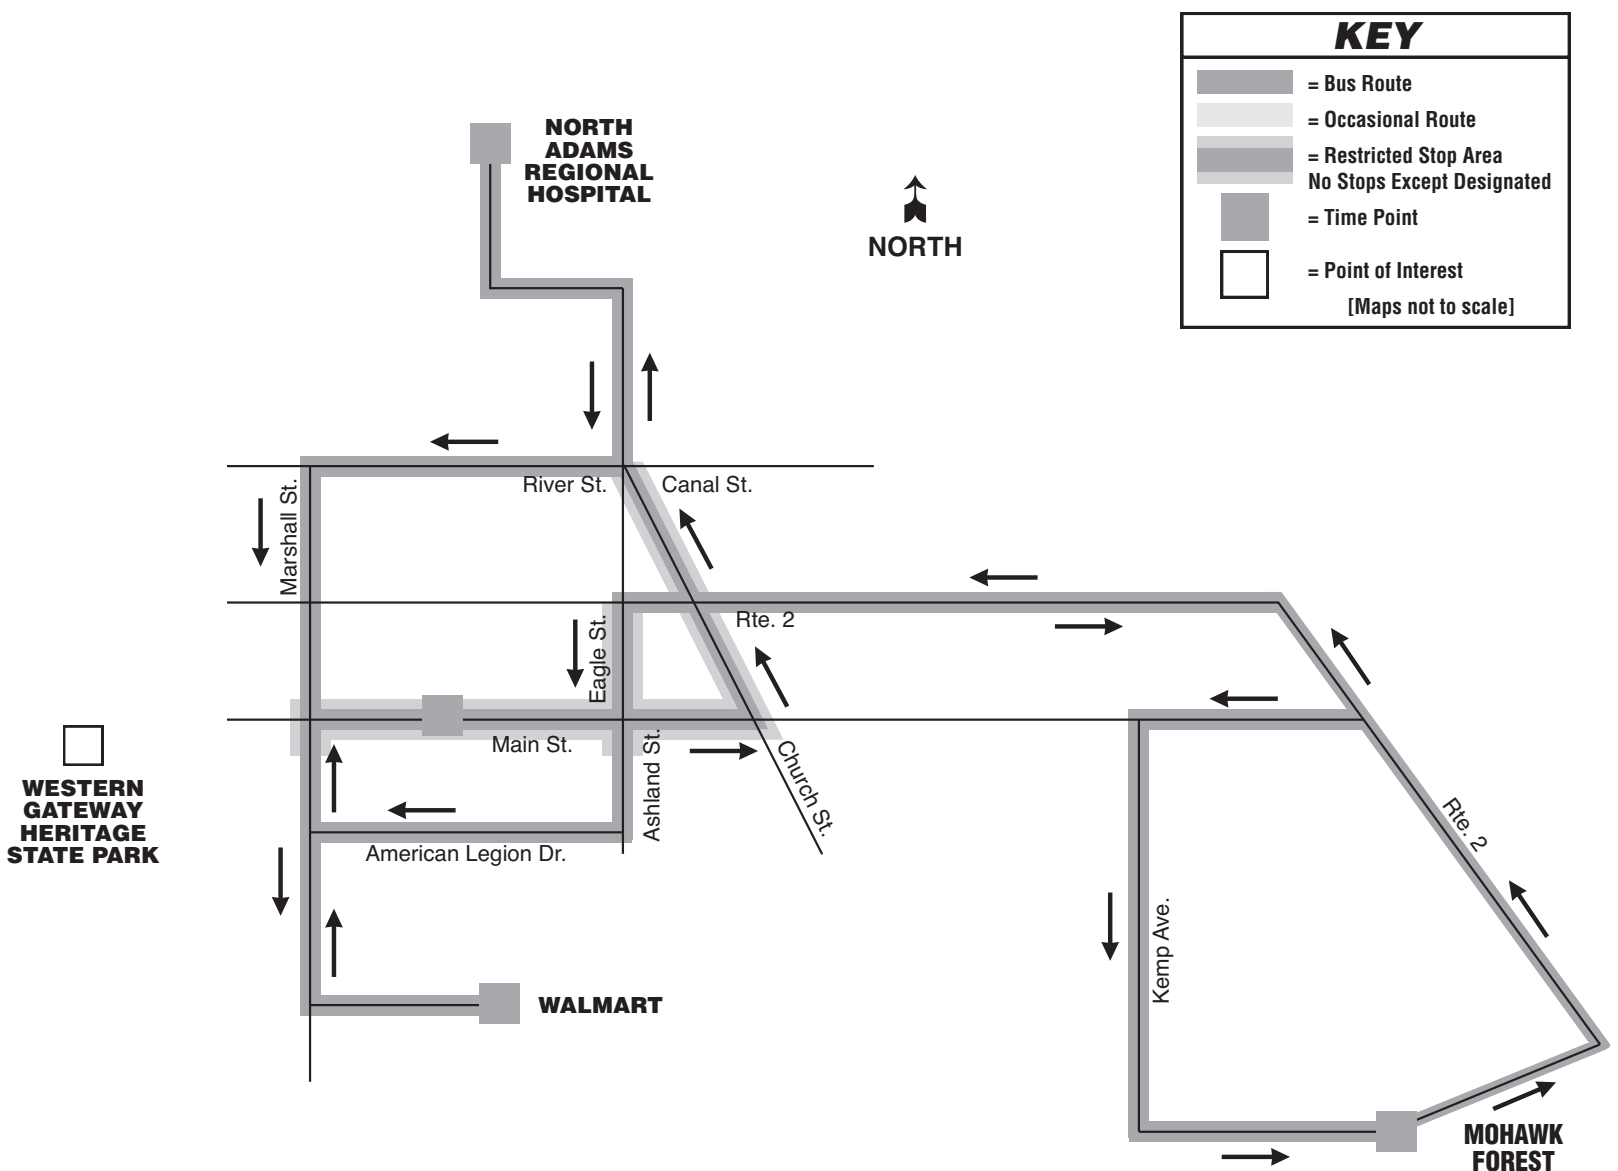 KEY
= Bus Route
= Occasional Route
= Restricted Stop Area
No Stops Except Designated
= Time Point
= Point of Interest
[Maps not to scale]
NORTH
ADAMS
REGIONAL
HOSPITAL
NORTH
River St.
Canal St.
Marshall St.
Rte. 2
Eagle St.
Main St.
Ashland St.
Church St.
WESTERN
GATEWAY
HERITAGE
STATE PARK
American Legion Dr.
Rte. 2
Kemp Ave.
WALMART
MOHAWK
FOREST